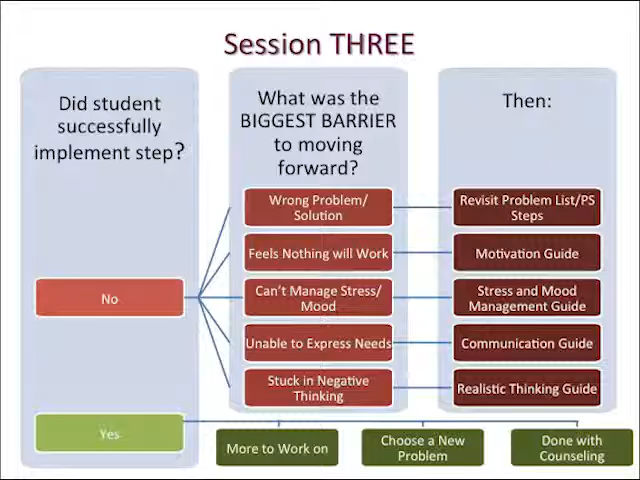 Session THREE
Did student
successfully
implement step?
What was the
BIGGEST BARRIER
to moving
forward?
Then:
No
Wrong Problem/
Solution
Revisit Problem List/PS
Steps
Feels Nothing will Work
Motivation Guide
Can't Manage Stress/
Mood
Stress and Mood
Management Guide
Unable to Express Needs
Communication Guide
Stuck in Negative
Thinking
Realistic Thinking Guide
Yes
More to Work on
Choose a New
Problem
Done with
Counseling